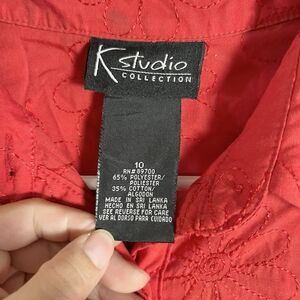 K studio
COLLECTION
10
RN#89700
65% POLYESTER/
POLIESTER
35% COTTON/
ALGODON
MADE IN SRI LANKA
HECHO EN SRI LANKA
SEE REVERSE FOR CARE
VER AL DORSO PARA CUIDADO